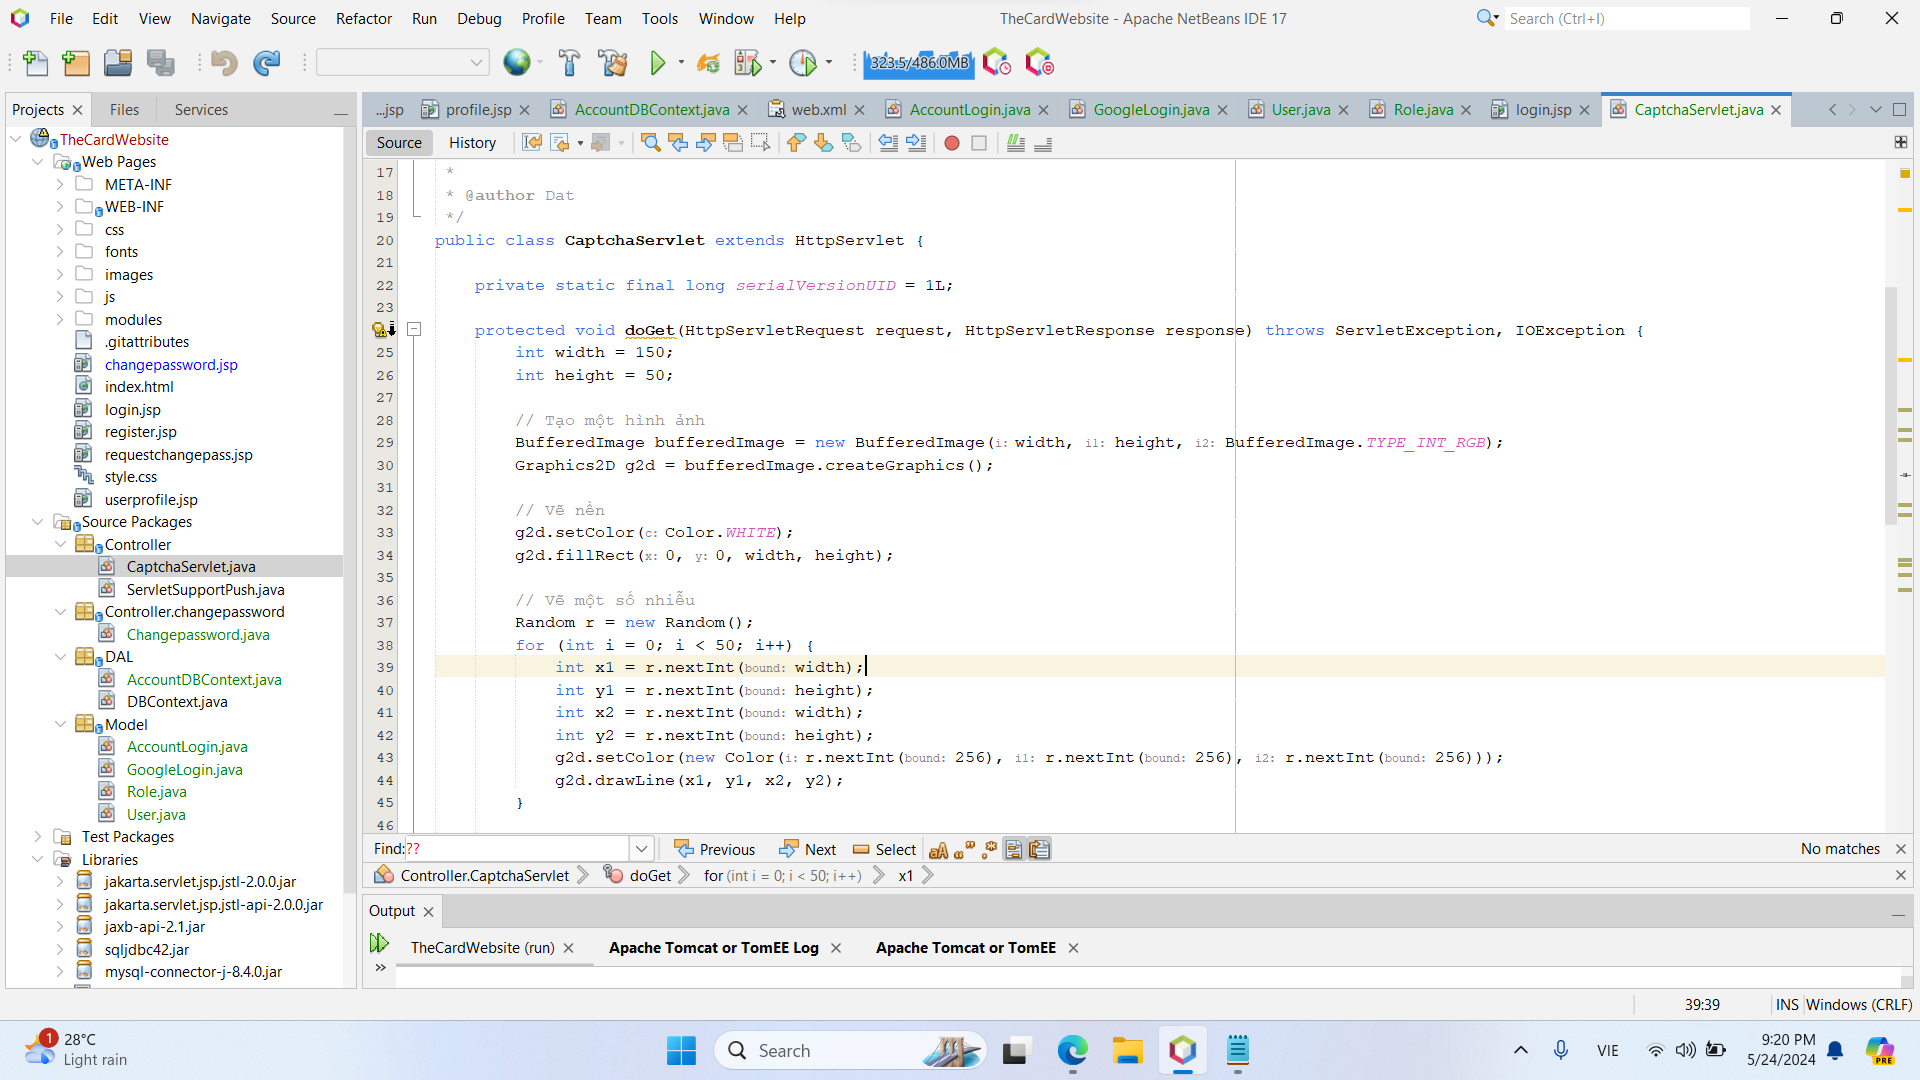 File Edit View Navigate Source Refactor Run Debug Profile Team Tools Window Help
TheCardWebsite - Apache NetBeans IDE 17
Search (Ctrl+I)
323.5/486.0MB
Projects Files Services
TheCardWebsite
Web Pages
META-INF
WEB-INF
css
fonts
images
js
modules
.gitattributes
changepassword.jsp
index.html
login.jsp
register.jsp
requestchangepass.jsp
style.css
userprofile.jsp
Source Packages
Controller
CaptchaServlet.java
ServletSupportPush.java
Controller.changepassword
Changepassword.java
DAL
AccountDBContext.java
DBContext.java
Model
AccountLogin.java
GoogleLogin.java
Role.java
User.java
Test Packages
Libraries
jakarta.servlet.jsp.jstl-2.0.0.jar
jakarta.servlet.jsp.jstl-api-2.0.0.jar
jaxb-api-2.1.jar
sqljdbc42.jar
mysql-connector-j-8.4.0.jar
...jsp profile.jsp AccountDBContext.java web.xml AccountLogin.java GoogleLogin.java User.java Role.java login.jsp CaptchaServlet.java
Source History
17 *
18 * @author Dat
19 */
20 public class CaptchaServlet extends HttpServlet {
21
22 private static final long serialVersionUID = 1L;
23
protected void doGet(HttpServletRequest request, HttpServletResponse response) throws ServletException, IOException {
25 int width = 150;
26 int height = 50;
27
28 // Tạo một hình ảnh
29 BufferedImage bufferedImage = new BufferedImage(i: width, i1: height, i2: BufferedImage.TYPE_INT_RGB);
30 Graphics2D g2d = bufferedImage.createGraphics();
31
32 // Vẽ nền
33 g2d.setColor(c: Color.WHITE);
34 g2d.fillRect(x: 0, y: 0, width, height);
35
36 // Vẽ một số nhiễu
37 Random r = new Random();
38 for (int i = 0; i < 50; i++) {
39 int x1 = r.nextInt(bound: width);
40 int y1 = r.nextInt(bound: height);
41 int x2 = r.nextInt(bound: width);
42 int y2 = r.nextInt(bound: height);
43 g2d.setColor(new Color(i: r.nextInt(bound: 256), i1: r.nextInt(bound: 256), i2: r.nextInt(bound: 256)));
44 g2d.drawLine(x1, y1, x2, y2);
45 }
46
Find: ?? Previous Next Select No matches
Controller.CaptchaServlet doGet for (int i = 0; i < 50; i++) x1
Output
TheCardWebsite (run) Apache Tomcat or TomEE Log Apache Tomcat or TomEE
39:39 INS Windows (CRLF)
1
28°C
Light rain
Search
VIE
9:20 PM
5/24/2024
PRE